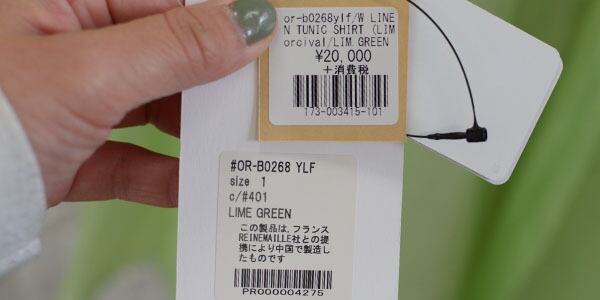 or-b0268ylf/W LINE
N TUNIC SHIRT (LIM
orcival/LIM GREEN
¥20,000
+消費税
173-003415-101
#OR-B0268 YLF
size 1
c/#401
LIME GREEN
この製品は、フランス
REINEMAILLE社との提
携により中国で製造し
たものです
PR000004275